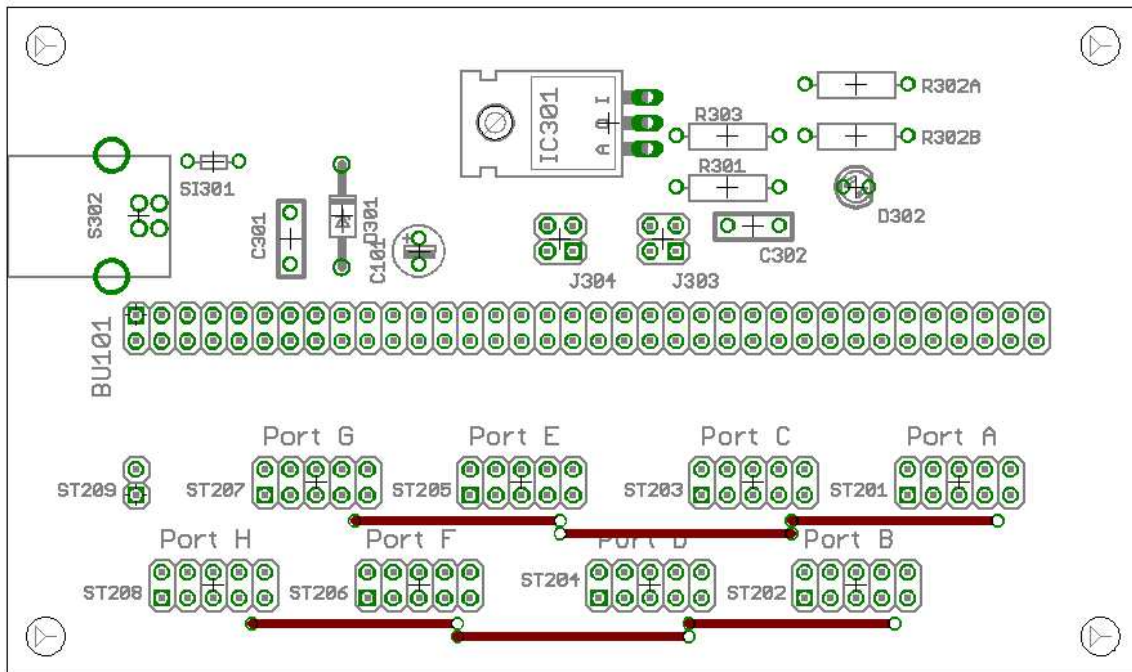 R302A
I
O
A
IC301
R303
R302B
R301
SI301
S302
D302
C301
D301
C101
+
C302
J304
J303
BU101
Port G
Port E
Port C
Port A
ST209
ST207
ST205
ST203
ST201
Port H
Port F
Port D
Port B
ST208
ST206
ST204
ST202